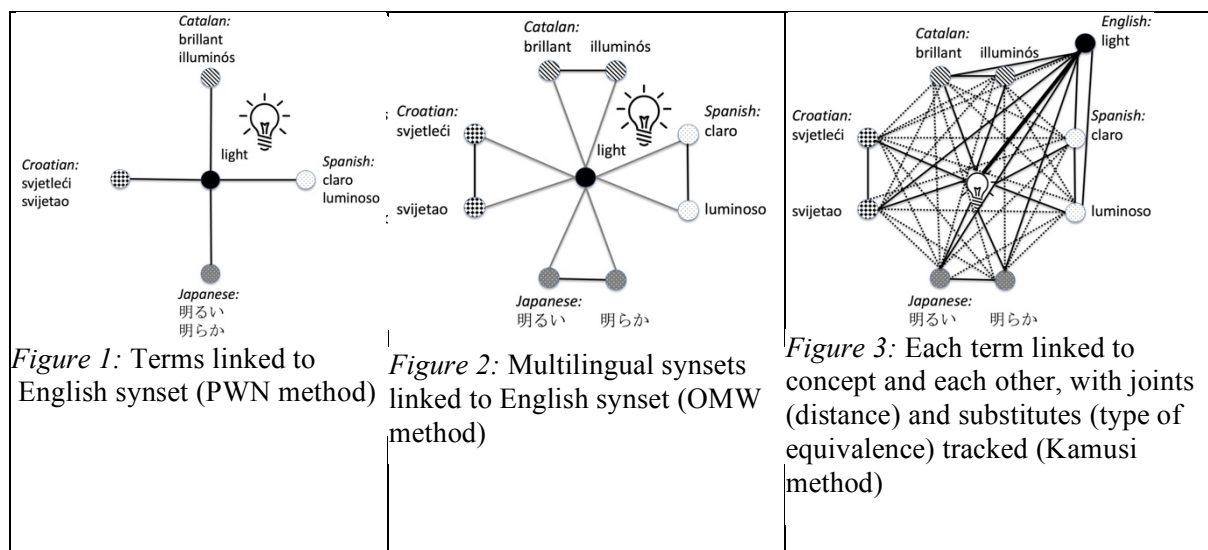 Catalan:
brillant
illuminós
Croatian:
svjetleći
svijetao
light
Spanish:
claro
luminoso
Japanese:
明るい
明らか
Figure 1: Terms linked to
English synset (PWN method)
Catalan:
brillant illuminós
Croatian:
svjetleći
svijetao
light
Spanish:
claro
luminoso
Japanese:
明るい 明らか
Figure 2: Multilingual synsets
linked to English synset (OMW
method)
English:
light
Catalan:
brillant illuminós
Croatian:
svjetleći
svijetao
Spanish:
claro
luminoso
Japanese:
明るい 明らか
Figure 3: Each term linked to
concept and each other, with joints
(distance) and substitutes (type of
equivalence) tracked (Kamusi
method)